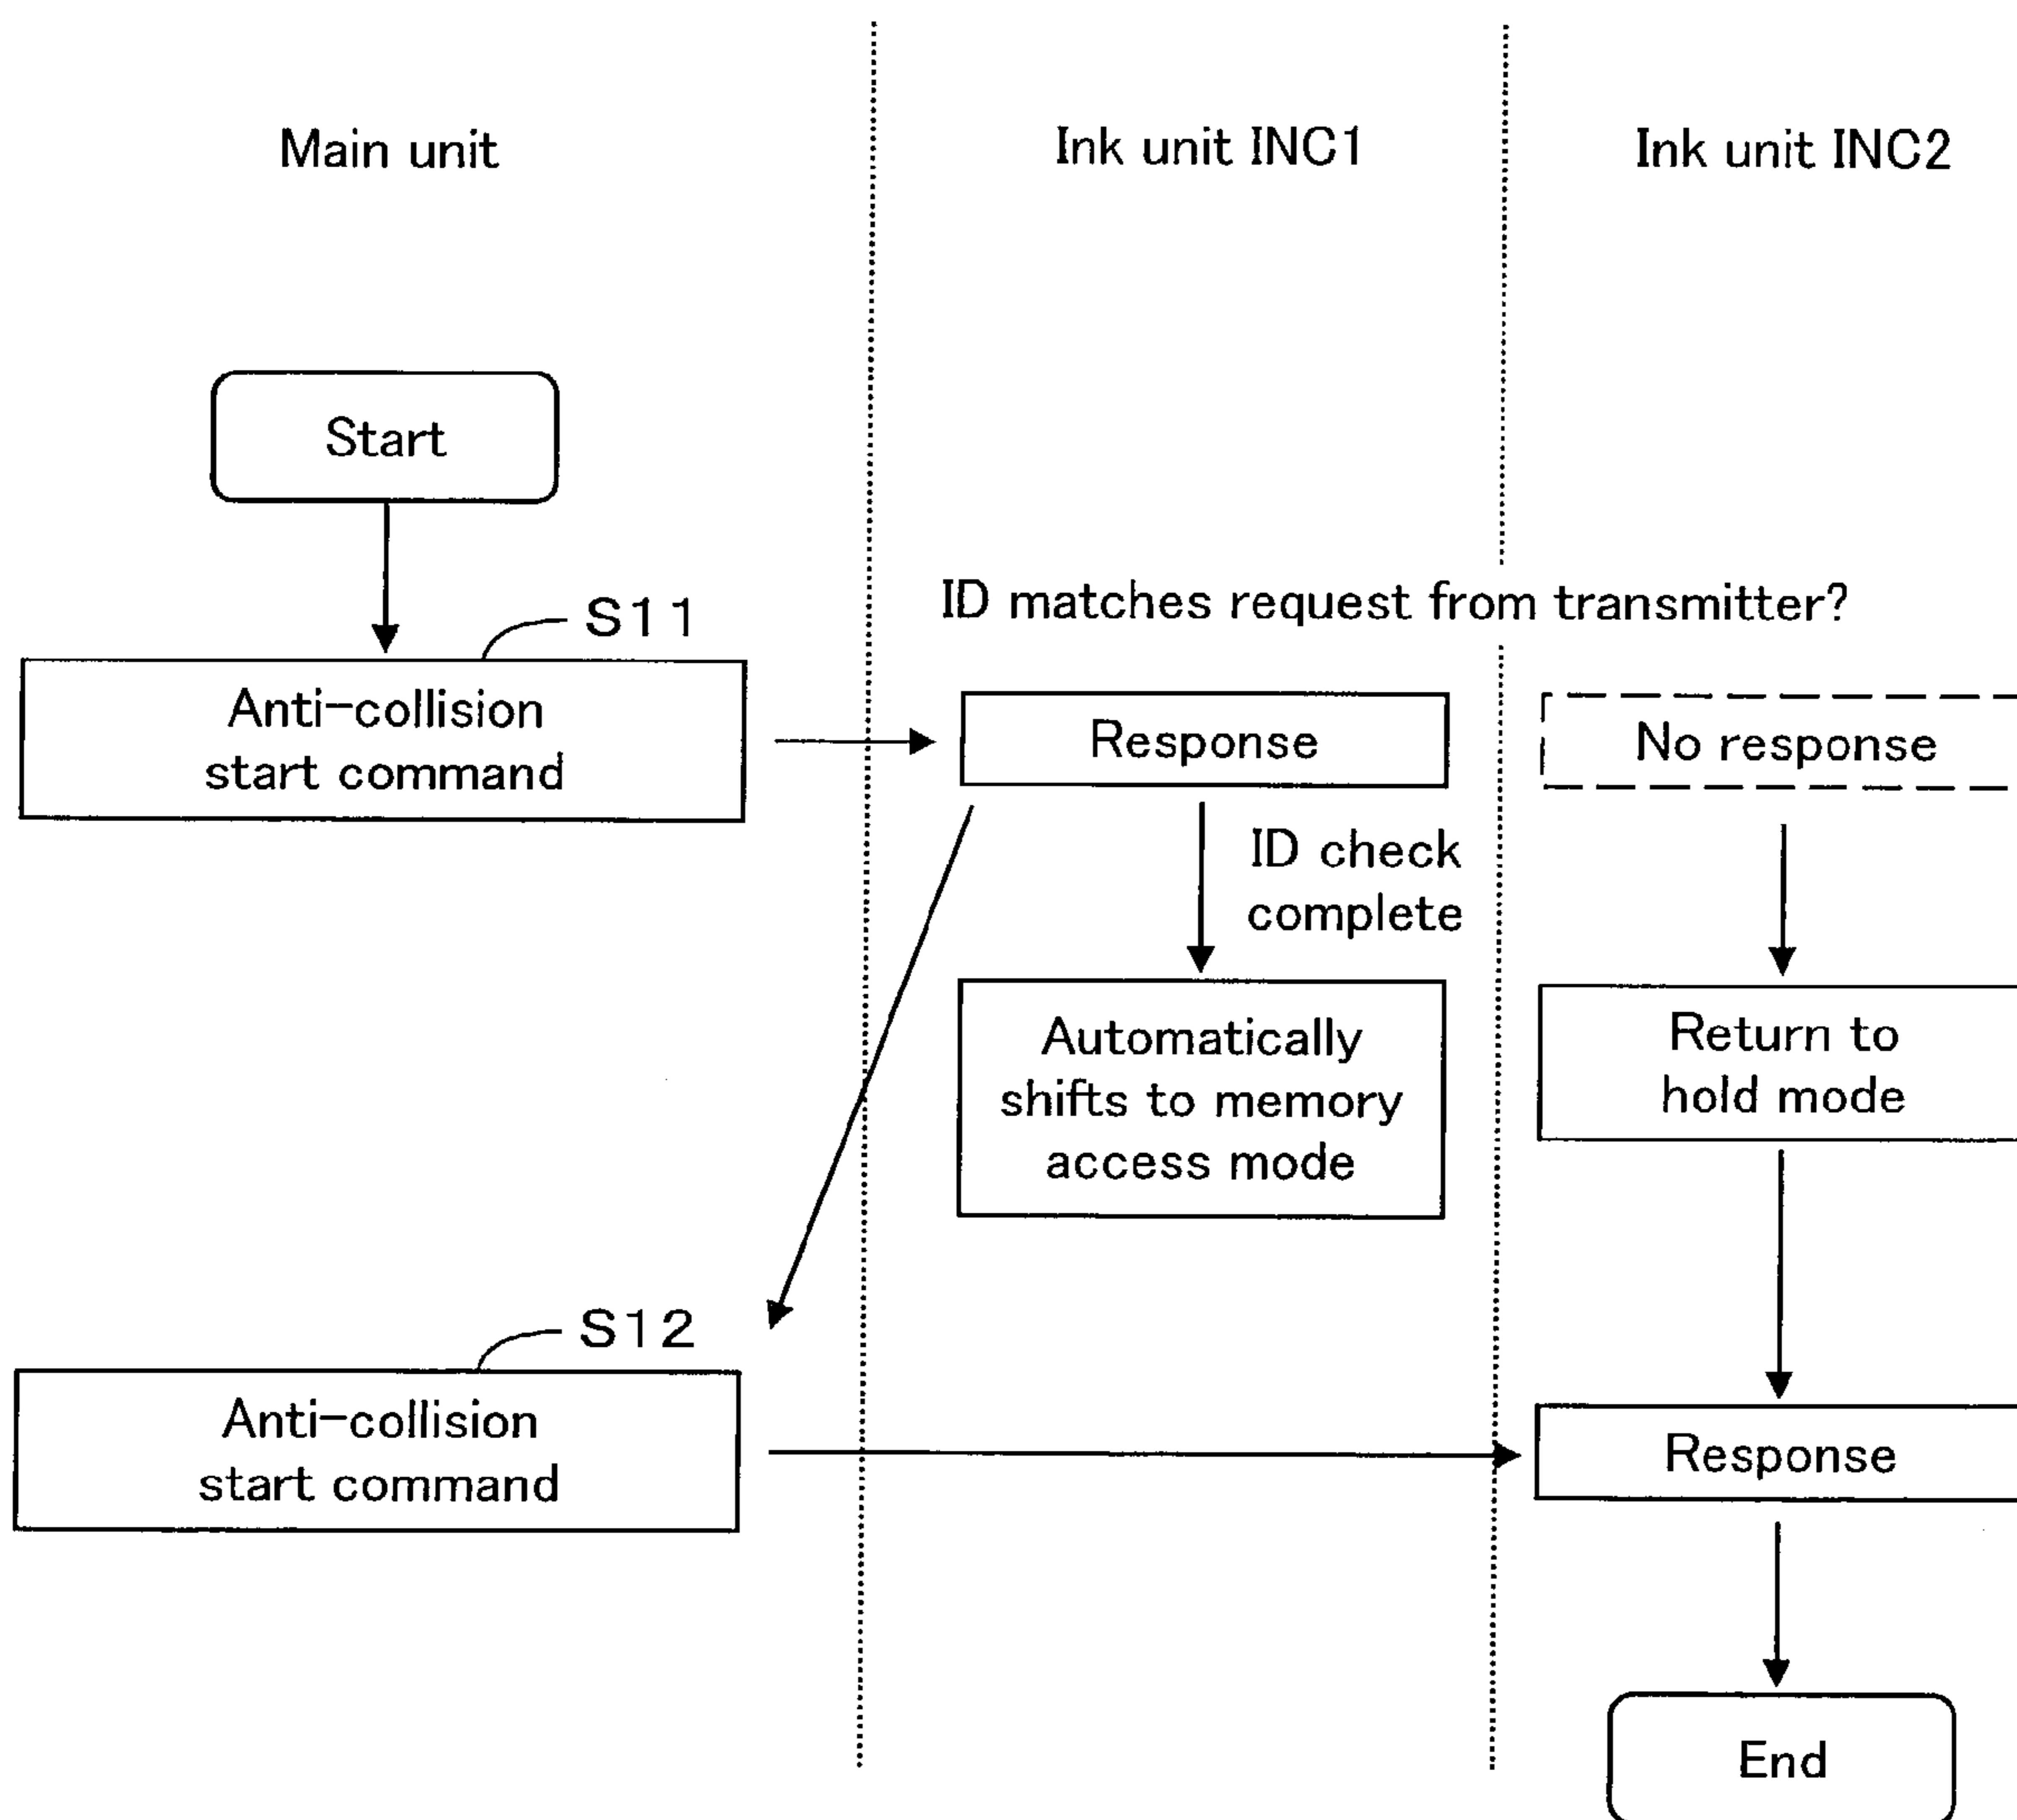 Main unit
Ink unit INC1
Ink unit INC2
Start
S11
ID matches request from transmitter?
Anti-collision
start command
Response
No response
ID check
complete
Automatically
shifts to memory
access mode
Return to
hold mode
S12
Anti-collision
start command
Response
End